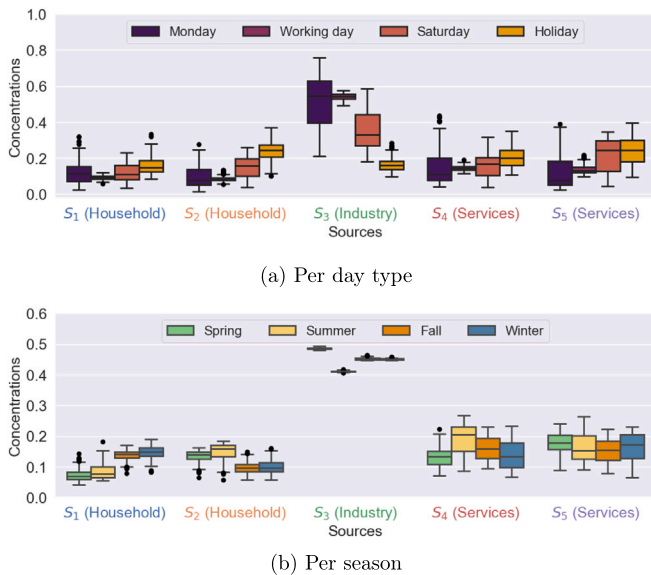 1.0
Monday Working day Saturday Holiday
0.8
0.6
0.4
0.2
0.0
Concentrations
S1 (Household) S2 (Household) S3 (Industry) S4 (Services) S5 (Services)
Sources
(a) Per day type
0.6
Spring Summer Fall Winter
0.5
0.4
0.3
0.2
0.1
0.0
Concentrations
S1 (Household) S2 (Household) S3 (Industry) S4 (Services) S5 (Services)
Sources
(b) Per season